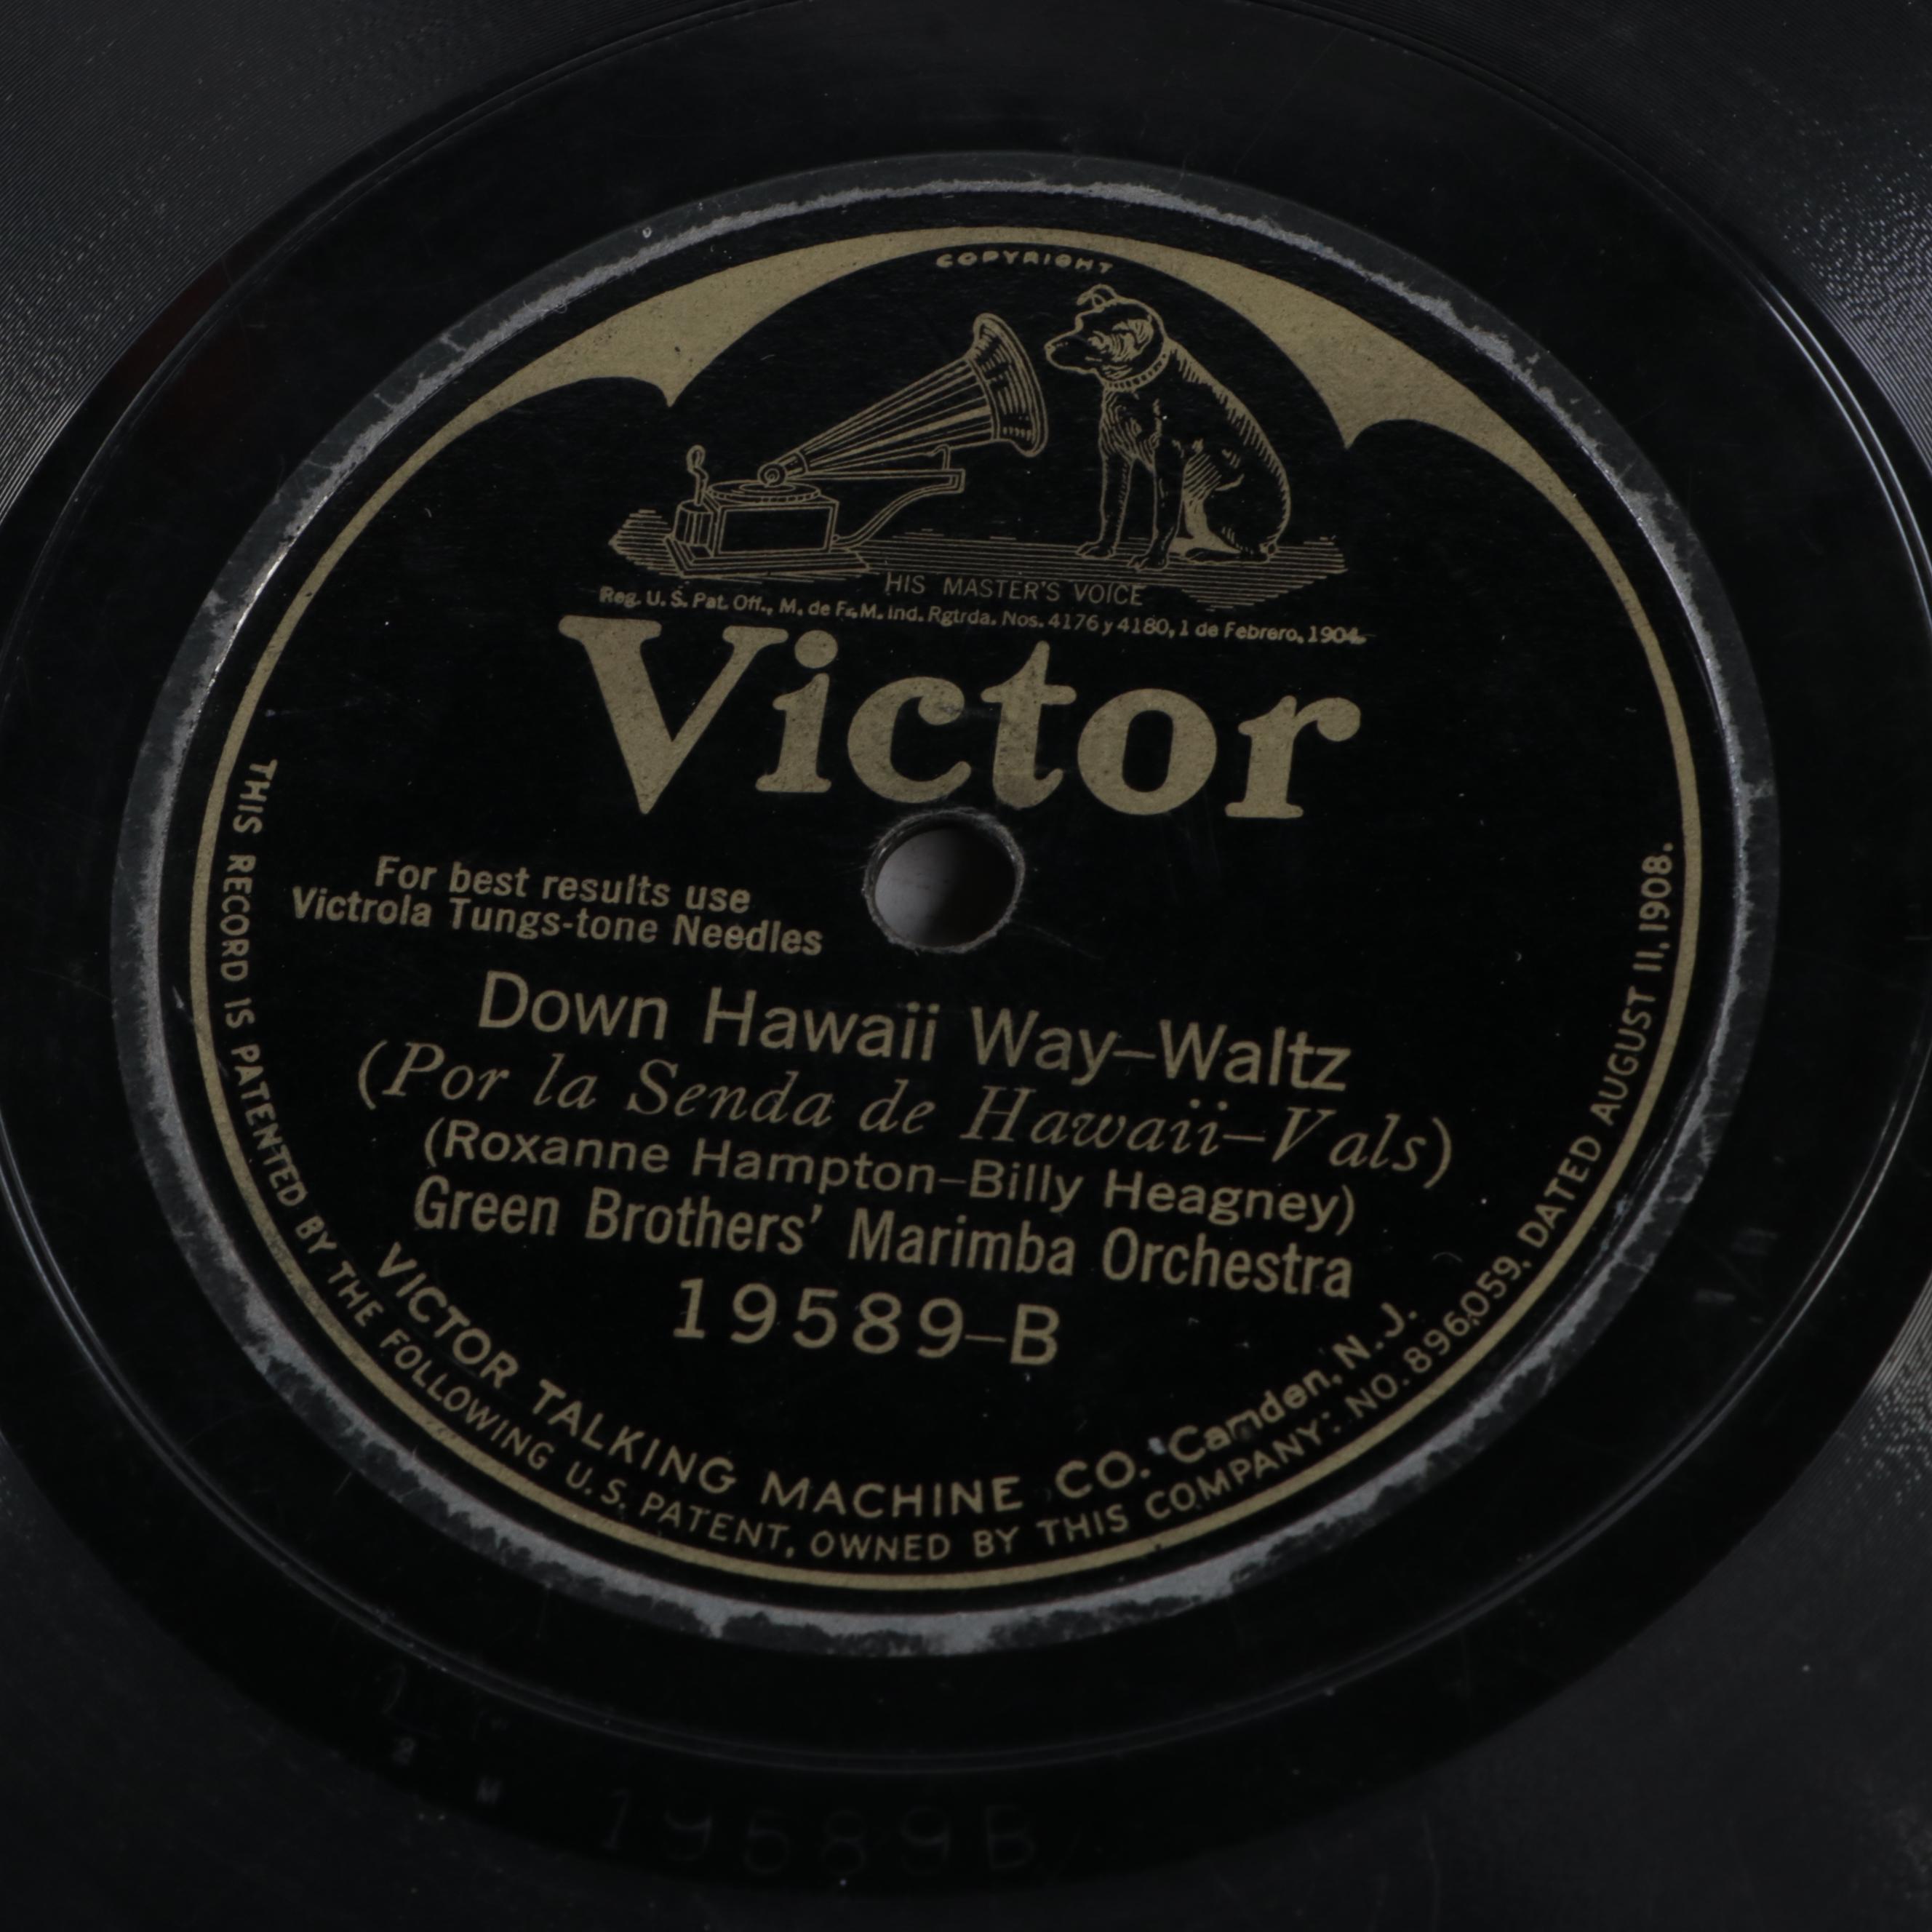 COPYRIGHT
HIS MASTER'S VOICE
Reg. U. S. Pat. Off., M. de F. M. Ind. Rgtrda. Nos. 4176 y 4180, 1 de Febrero, 1904
Victor
For best results use
Victrola Tungs-tone Needles
Down Hawaii Way–Waltz
(Por la Senda de Hawaii–Vals)
(Roxanne Hampton–Billy Heagney)
Green Brothers’ Marimba Orchestra
19589–B
VICTOR TALKING MACHINE CO. Camden, N. J.
THIS RECORD IS PATENTED BY THE FOLLOWING U. S. PATENT, OWNED BY THIS COMPANY: NO. 896,059, DATED AUGUST 11, 1908.
19589B